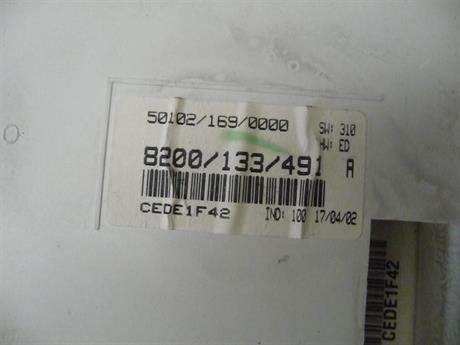 50102/169/0000 SW: 310
HW: ED
8200/133/491 A
CEDE1F42 IND: 100 17/04/02
CEDE1F42